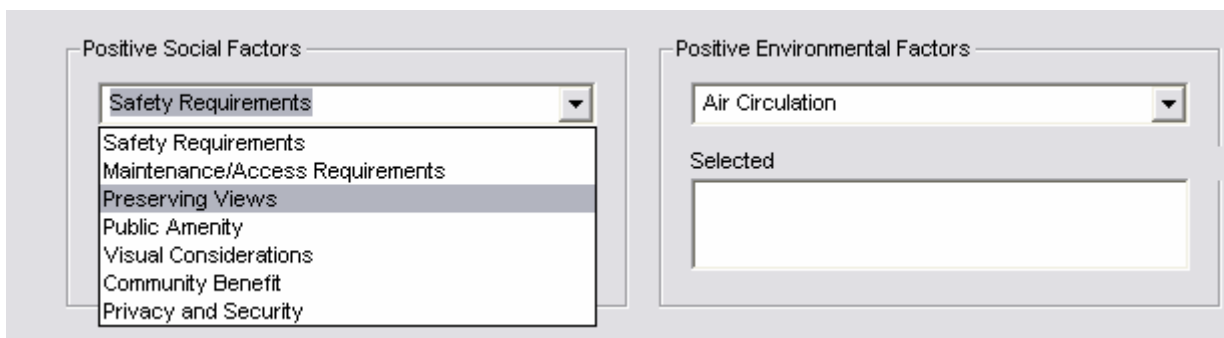 Positive Social Factors
Safety Requirements
Safety Requirements
Maintenance/Access Requirements
Preserving Views
Public Amenity
Visual Considerations
Community Benefit
Privacy and Security
Positive Environmental Factors
Air Circulation
Selected